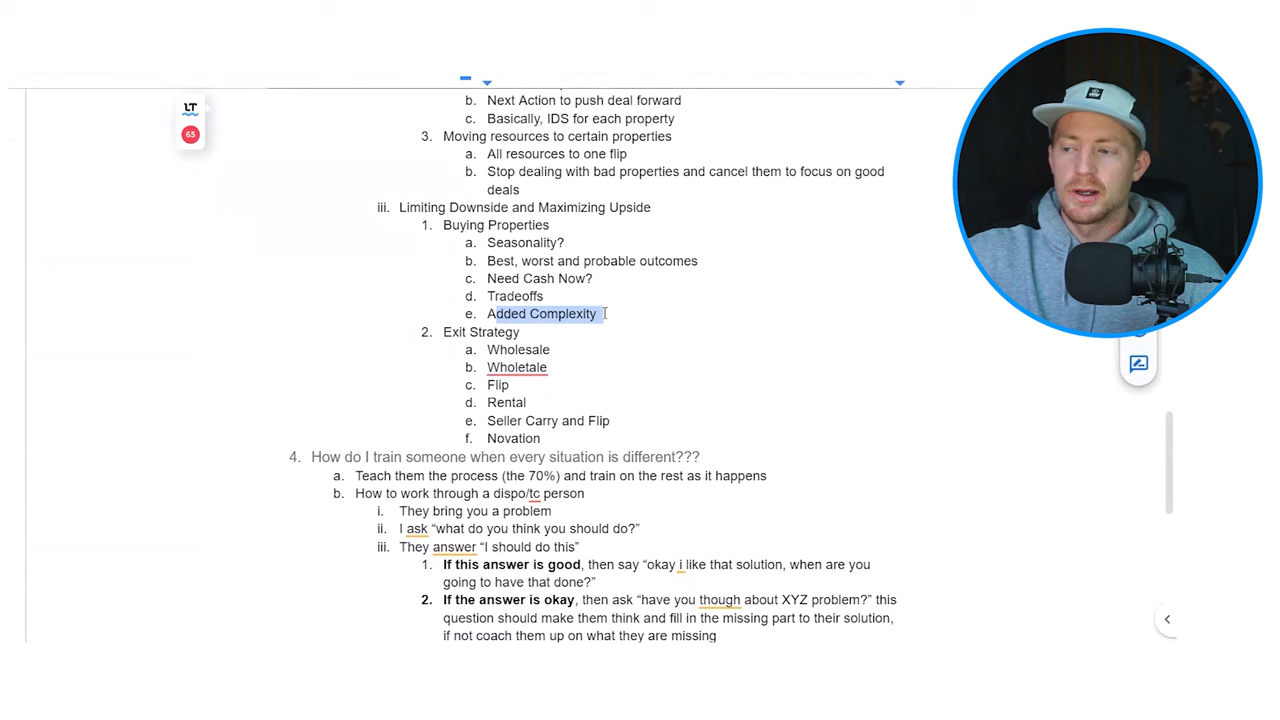 LT
65
b. Next Action to push deal forward
c. Basically, IDS for each property
3. Moving resources to certain properties
a. All resources to one flip
b. Stop dealing with bad properties and cancel them to focus on good
deals
iii. Limiting Downside and Maximizing Upside
1. Buying Properties
a. Seasonality?
b. Best, worst and probable outcomes
c. Need Cash Now?
d. Tradeoffs
e. Added Complexity
2. Exit Strategy
a. Wholesale
b. Wholetale
c. Flip
d. Rental
e. Seller Carry and Flip
f. Novation
4. How do I train someone when every situation is different???
a. Teach them the process (the 70%) and train on the rest as it happens
b. How to work through a dispo/tc person
i. They bring you a problem
ii. I ask “what do you think you should do?”
iii. They answer “I should do this”
1. If this answer is good, then say “okay i like that solution, when are you
going to have that done?”
2. If the answer is okay, then ask “have you though about XYZ problem?” this
question should make them think and fill in the missing part to their solution,
if not coach them up on what they are missing